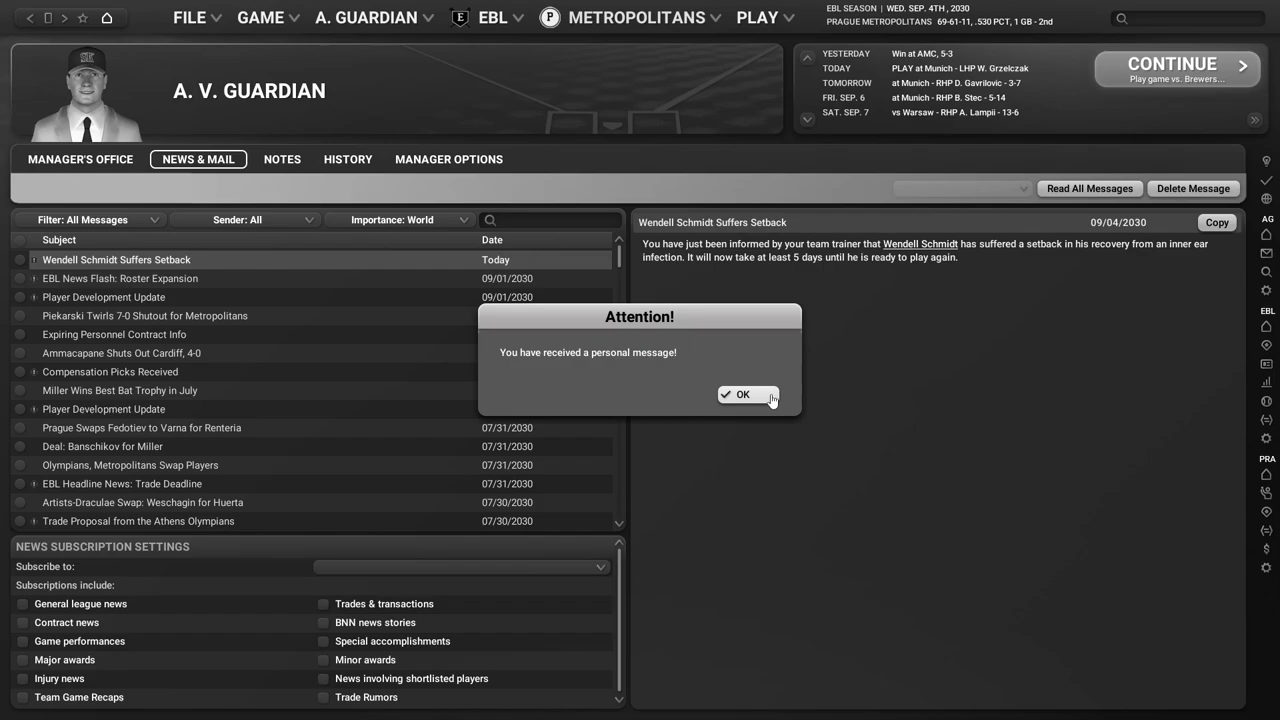 FILE GAME A. GUARDIAN EBL METROPOLITANS PLAY
EBL SEASON | WED. SEP. 4TH , 2030
PRAGUE METROPOLITANS 69-61-11, .530 PCT, 1 GB - 2nd
A. V. GUARDIAN
YESTERDAY Win at AMC, 5-3
TODAY PLAY at Munich - LHP W. Grzelczak
TOMORROW at Munich - RHP D. Gavrilovic - 3-7
FRI. SEP. 6 at Munich - RHP B. Stec - 5-14
SAT. SEP. 7 vs Warsaw - RHP A. Lampii - 13-6
CONTINUE
Play game vs. Brewers...
MANAGER'S OFFICE NEWS & MAIL NOTES HISTORY MANAGER OPTIONS
Read All Messages Delete Message
Filter: All Messages Sender: All Importance: World
Subject Date
Wendell Schmidt Suffers Setback Today
EBL News Flash: Roster Expansion 09/01/2030
Player Development Update 09/01/2030
Piekarski Twirls 7-0 Shutout for Metropolitans
Expiring Personnel Contract Info
Ammacapane Shuts Out Cardiff, 4-0
Compensation Picks Received
Miller Wins Best Bat Trophy in July
Player Development Update
Prague Swaps Fedotiev to Varna for Renteria 07/31/2030
Deal: Banschikov for Miller 07/31/2030
Olympians, Metropolitans Swap Players 07/31/2030
EBL Headline News: Trade Deadline 07/31/2030
Artists-Draculae Swap: Weschagin for Huerta 07/30/2030
Trade Proposal from the Athens Olympians 07/30/2030
Wendell Schmidt Suffers Setback 09/04/2030 Copy
You have just been informed by your team trainer that Wendell Schmidt has suffered a setback in his recovery from an inner ear
infection. It will now take at least 5 days until he is ready to play again.
Attention!
You have received a personal message!
OK
NEWS SUBSCRIPTION SETTINGS
Subscribe to:
Subscriptions include:
General league news Trades & transactions
Contract news BNN news stories
Game performances Special accomplishments
Major awards Minor awards
Injury news News involving shortlisted players
Team Game Recaps Trade Rumors
AG
EBL
PRA